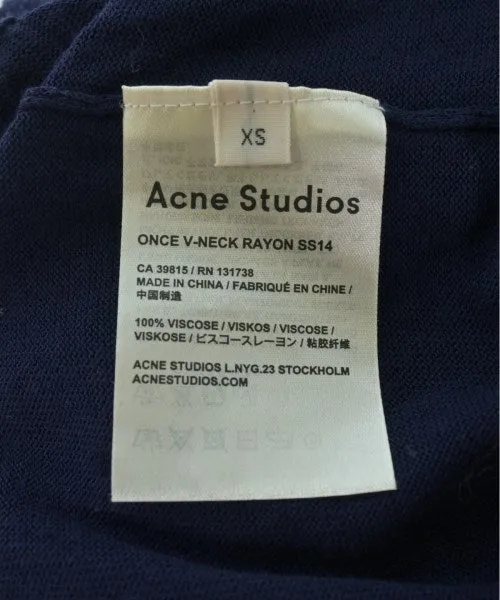 XS
Acne Studios
ONCE V-NECK RAYON SS14
CA 39815 / RN 131738
MADE IN CHINA / FABRIQUÉ EN CHINE /
中国制造
100% VISCOSE / VISKOS / VISCOSE /
VISKOSE / ビスコースレーヨン / 粘胶纤维
ACNE STUDIOS L.NYG.23 STOCKHOLM
ACNESTUDIOS.COM